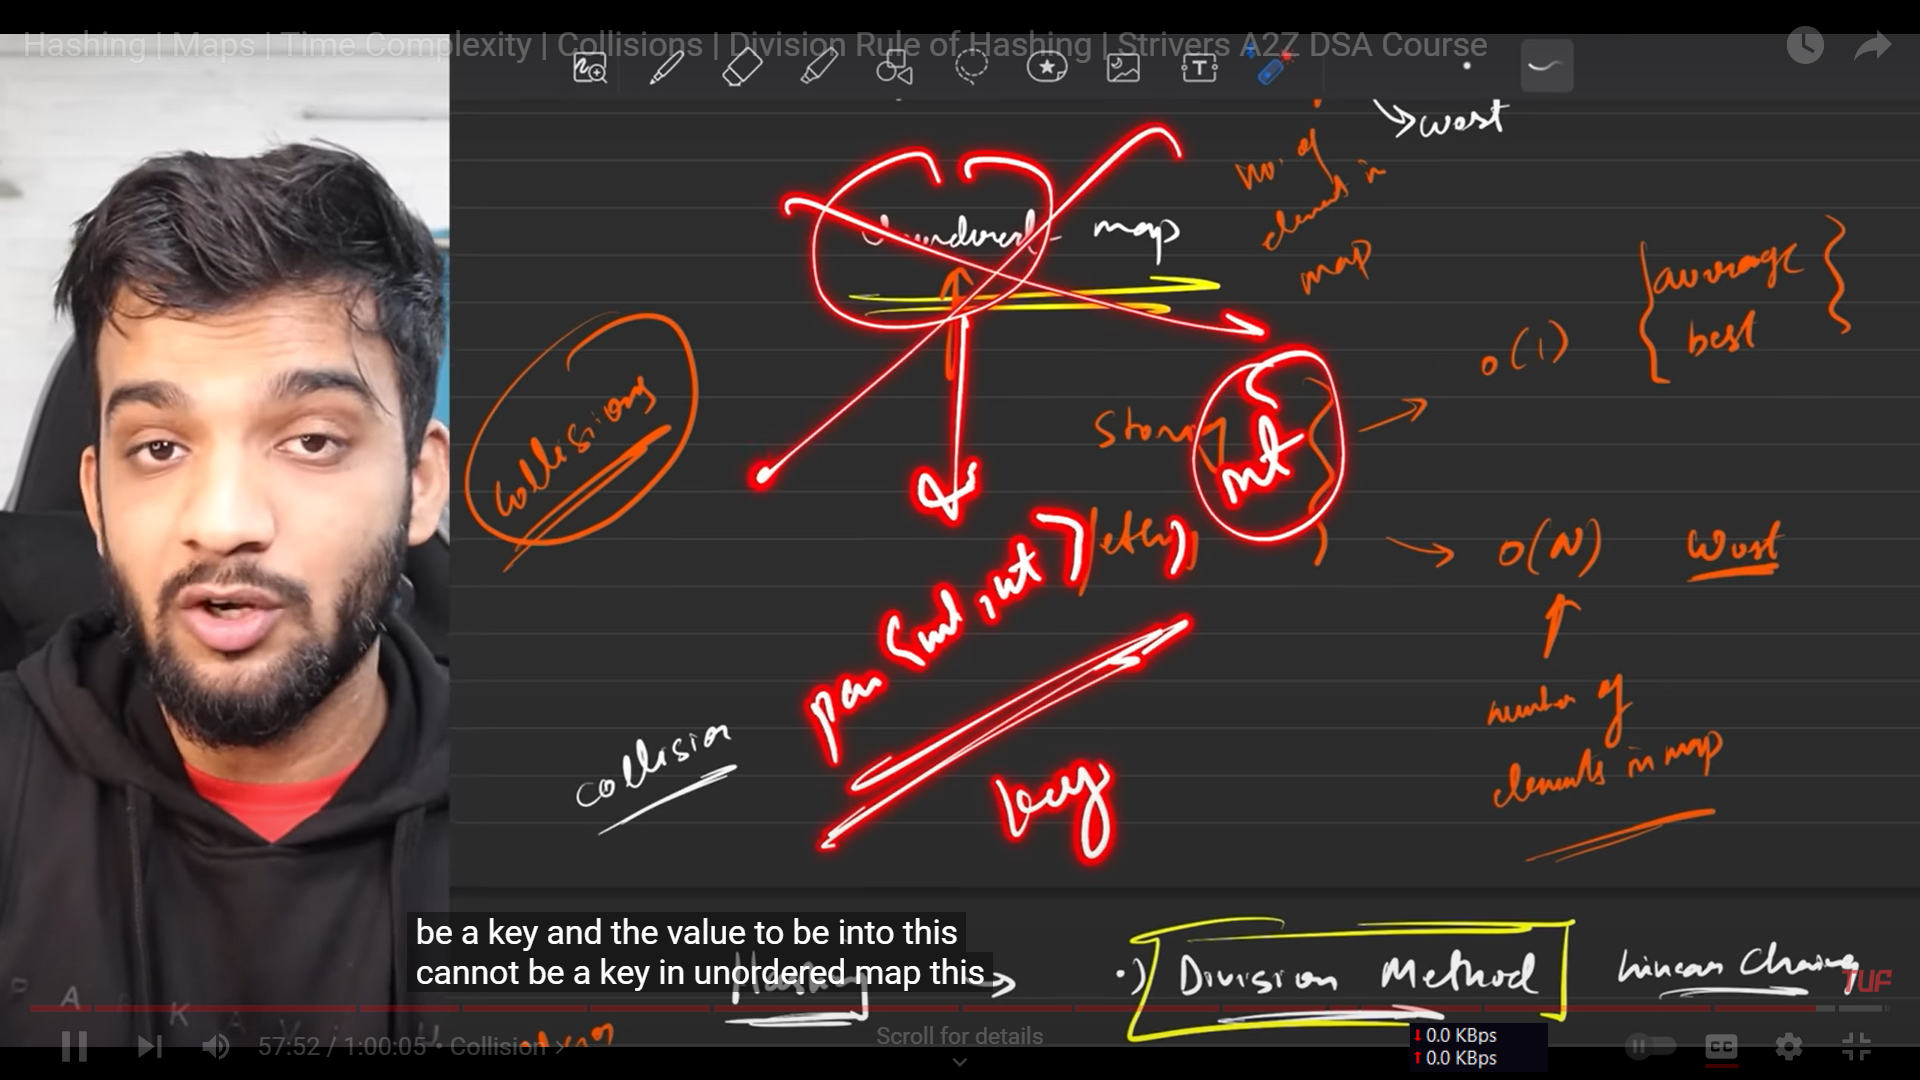 Hashing | Maps | Time Complexity | Collisions | Division Rule of Hashing | Strivers A2Z DSA Course
→ worst
no. of
elements in
map
unordered- map
{average
best}
O(1)
collisions
Storing
int
fetching
O(N) worst
pair<int, int>
number of
elements in map
key
collision
be a key and the value to be into this
cannot be a key in unordered map this
Hashing →
•) Division Method
Linear Chaining
TUF
57:52 / 1:00:05 • Collision >
Scroll for details
0.0 KBps
0.0 KBps
CC